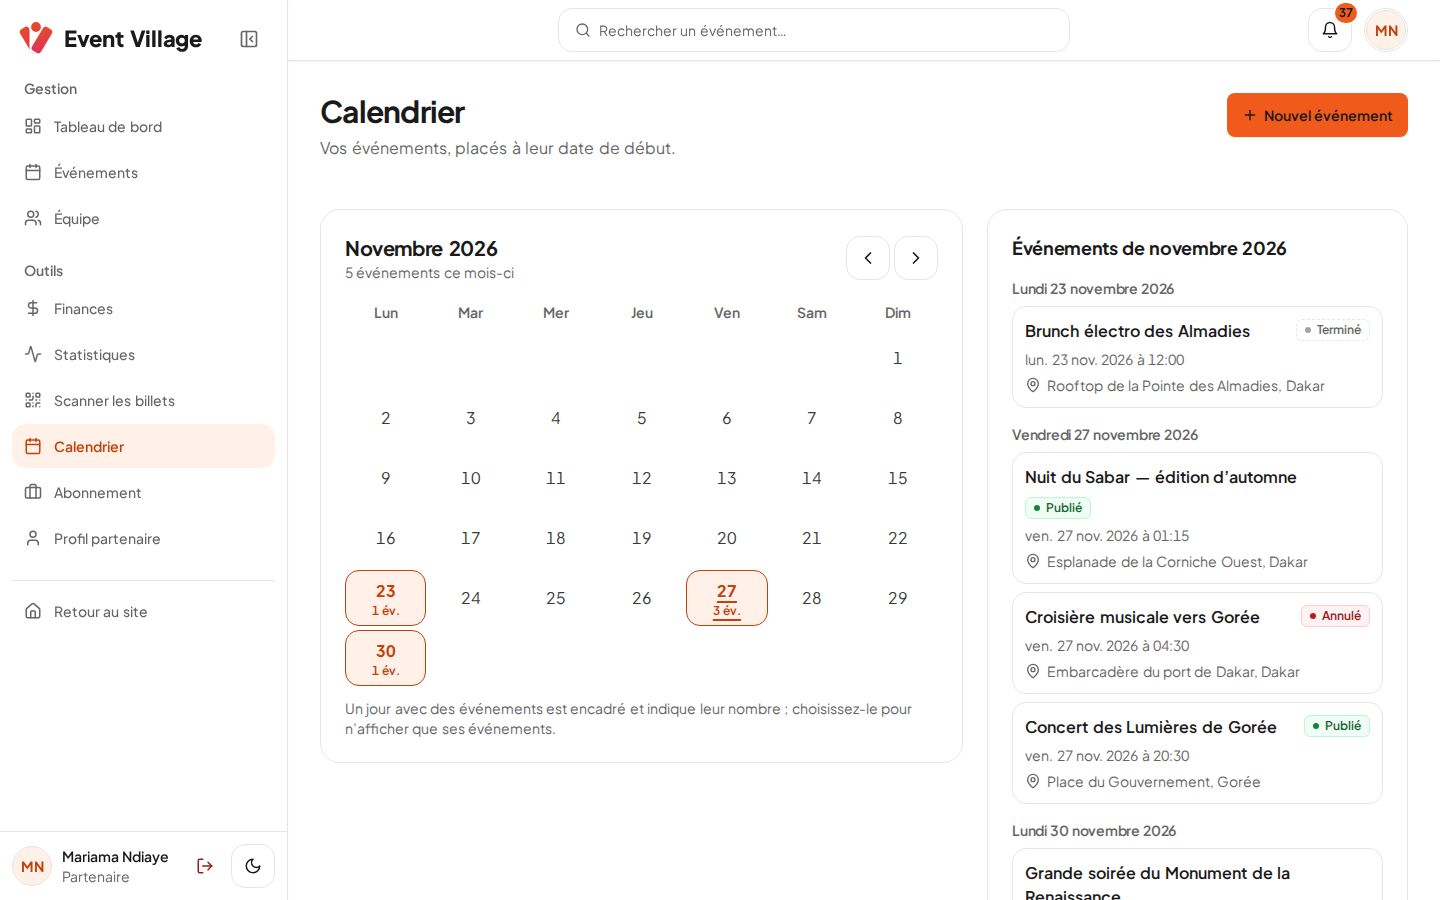 Event Village
Gestion
Tableau de bord
Événements
Équipe
Outils
Finances
Statistiques
Scanner les billets
Calendrier
Abonnement
Profil partenaire
Retour au site
MN
Mariama Ndiaye
Partenaire
Rechercher un événement…
37
MN
Calendrier
Vos événements, placés à leur date de début.
Nouvel événement
Novembre 2026
5 événements ce mois-ci
Lun Mar Mer Jeu Ven Sam Dim
1
2 3 4 5 6 7 8
9 10 11 12 13 14 15
16 17 18 19 20 21 22
23 24 25 26 27 28 29
1 év. 3 év.
30
1 év.
Un jour avec des événements est encadré et indique leur nombre ; choisissez-le pour
n’afficher que ses événements.
Événements de novembre 2026
Lundi 23 novembre 2026
Brunch électro des Almadies Terminé
lun. 23 nov. 2026 à 12:00
Rooftop de la Pointe des Almadies, Dakar
Vendredi 27 novembre 2026
Nuit du Sabar — édition d’automne
Publié
ven. 27 nov. 2026 à 01:15
Esplanade de la Corniche Ouest, Dakar
Croisière musicale vers Gorée Annulé
ven. 27 nov. 2026 à 04:30
Embarcadère du port de Dakar, Dakar
Concert des Lumières de Gorée Publié
ven. 27 nov. 2026 à 20:30
Place du Gouvernement, Gorée
Lundi 30 novembre 2026
Grande soirée du Monument de la
Renaissance